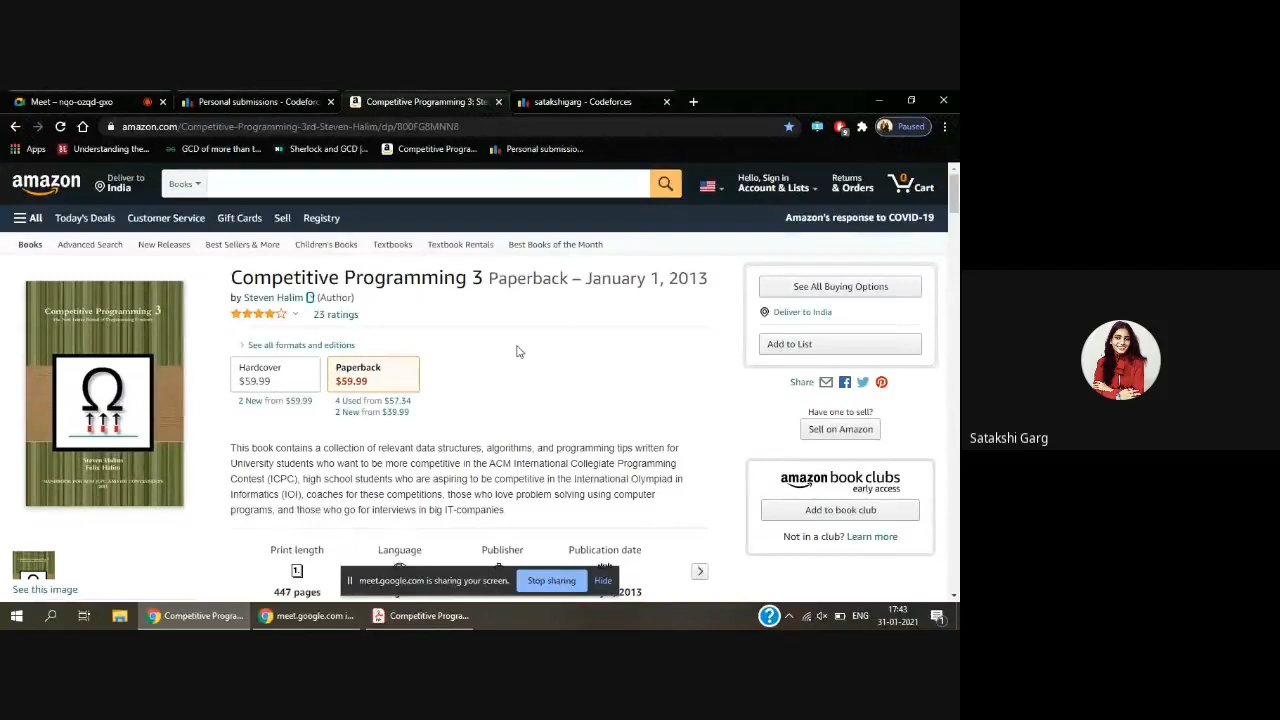 Meet – nqo-ozqd-gxo
Personal submissions - Codeforc
Competitive Programming 3: Ste
satakshigarg - Codeforces
amazon.com/Competitive-Programming-3rd-Steven-Halim/dp/B00FG8MNN8
Paused
Apps
Understanding the...
GCD of more than t...
Sherlock and GCD |...
Competitive Progra...
Personal submissio...
amazon
Deliver to
India
Books
Hello, Sign in
Account & Lists
Returns
& Orders
0
Cart
All
Today's Deals
Customer Service
Gift Cards
Sell
Registry
Amazon's response to COVID-19
Books
Advanced Search
New Releases
Best Sellers & More
Children's Books
Textbooks
Textbook Rentals
Best Books of the Month
Competitive Programming 3 Paperback – January 1, 2013
by Steven Halim (Author)
23 ratings
See all formats and editions
Hardcover
$59.99
2 New from $59.99
Paperback
$59.99
4 Used from $57.34
2 New from $39.99
This book contains a collection of relevant data structures, algorithms, and programming tips written for
University students who want to be more competitive in the ACM International Collegiate Programming
Contest (ICPC), high school students who are aspiring to be competitive in the International Olympiad in
Informatics (IOI), coaches for these competitions, those who love problem solving using computer
programs, and those who go for interviews in big IT-companies
Print length
447 pages
Language
Publisher
Publication date
2013
See All Buying Options
Deliver to India
Add to List
Share
Have one to sell?
Sell on Amazon
amazon book clubs
early access
Add to book club
Not in a club? Learn more
Competitive Programming 3
Steven Halim
Felix Halim
See this image
meet.google.com is sharing your screen.
Stop sharing
Hide
Competitive Progra...
meet.google.com i...
Competitive Progra...
ENG
17:43
31-01-2021
Satakshi Garg